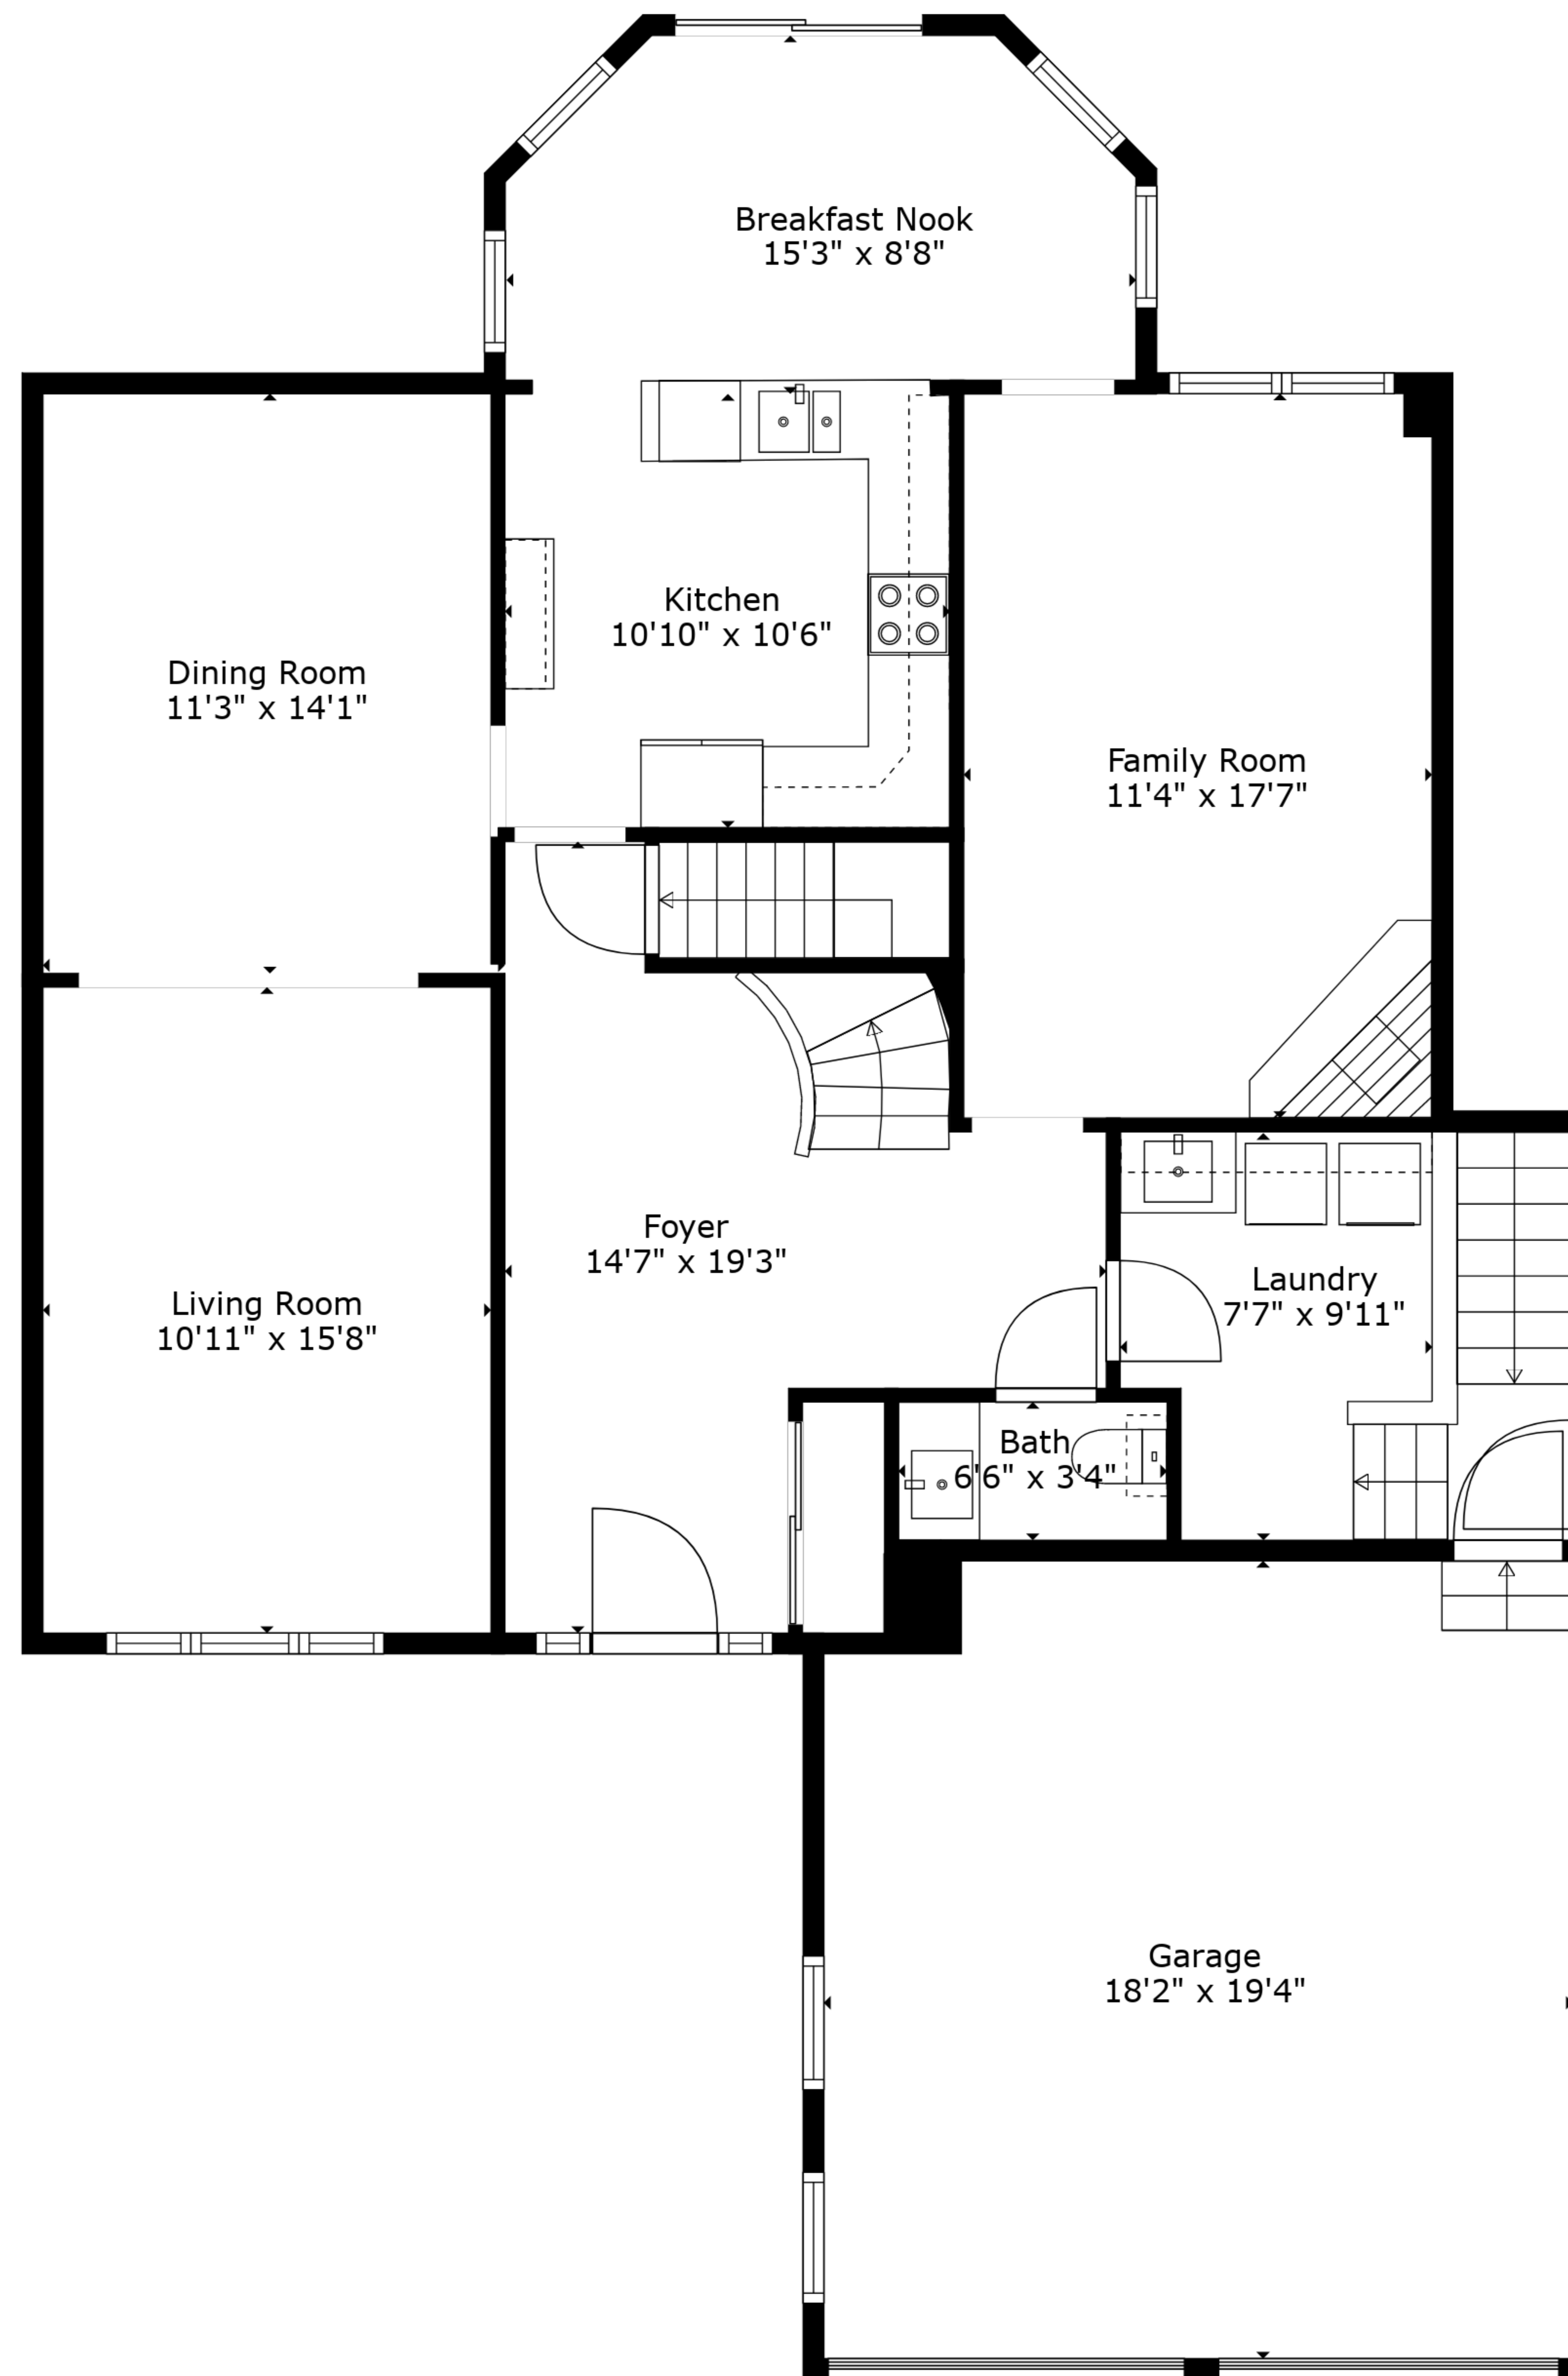 Breakfast Nook
15'3" x 8'8"
Kitchen
10'10" x 10'6"
Dining Room
11'3" x 14'1"
Family Room
11'4" x 17'7"
Foyer
14'7" x 19'3"
Laundry
7'7" x 9'11"
Living Room
10'11" x 15'8"
Bath
6'6" x 3'4"
Garage
18'2" x 19'4"